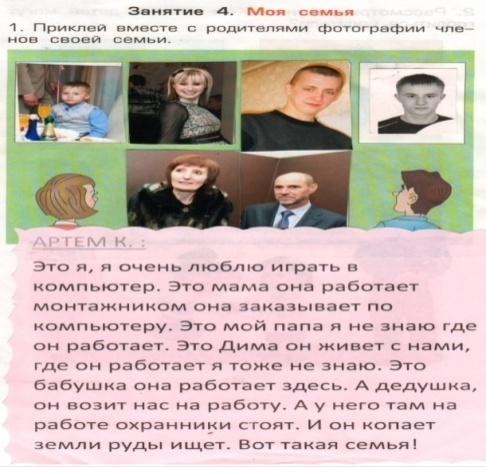 Занятие 4. Моя семья
1. Приклей вместе с родителями фотографии чле-
нов своей семьи.
АРТЕМ К. :
Это я, я очень люблю играть в
компьютер. Это мама она работает
монтажником она заказывает по
компьютеру. Это мой папа я не знаю где
он работает. Это Дима он живет с нами,
где он работает я тоже не знаю. Это
бабушка она работает здесь. А дедушка,
он возит нас на работу. А у него там на
работе охранники стоят. И он копает
земли руды ищет. Вот такая семья!